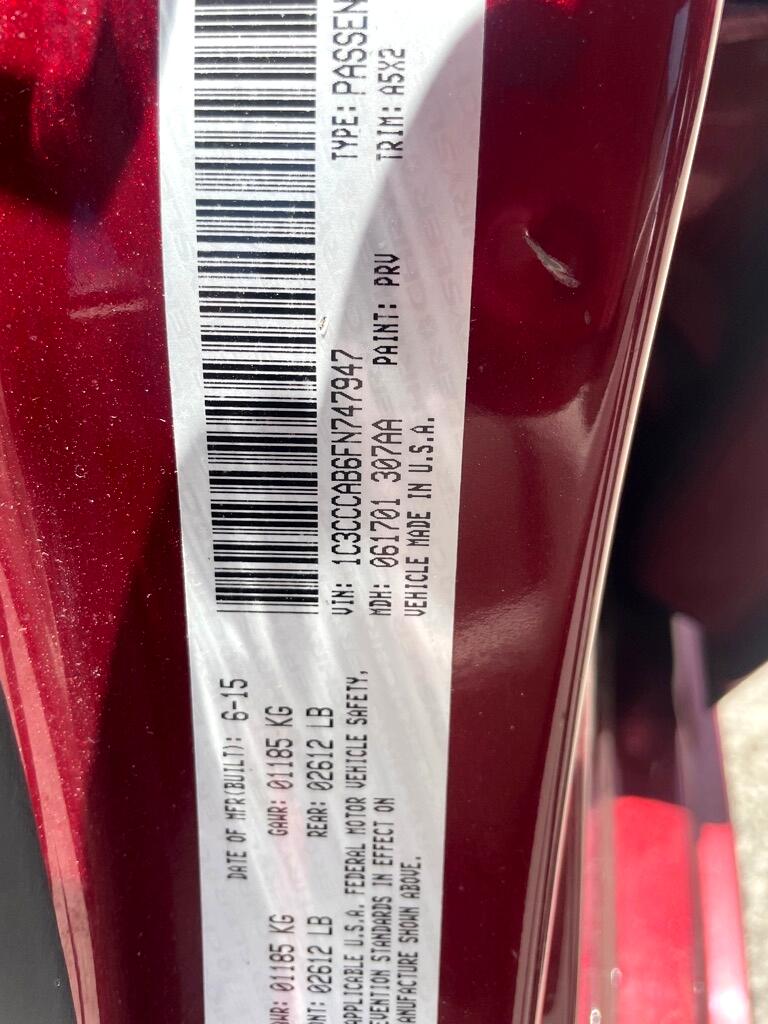 DATE OF MFR(BUILT): 6-15
01185 KG GAWR: 01185 KG
02612 LB REAR: 02612 LB
U.S.A. FEDERAL MOTOR VEHICLE SAFETY,
STANDARDS IN EFFECT ON
SHOWN ABOVE.
VIN: 1C3CCCAB6FN747947 TYPE: PASSEN
MDH: 061701 307AA PAINT: PRV TRIM: A5X2
VEHICLE MADE IN U.S.A.